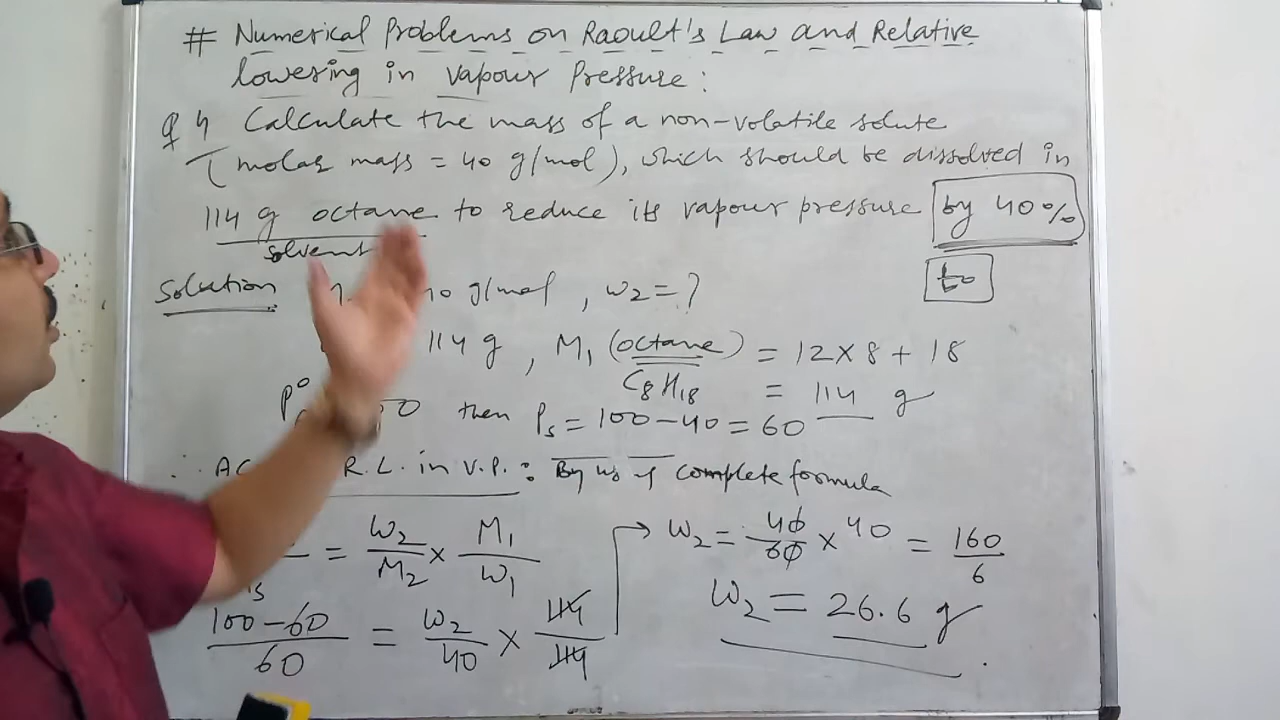 # Numerical Problems on Raoult's Law and Relative
lowering in vapour Pressure :
Q 4 Calculate the mass of a non-volatile solute
(molar mass = 40 g/mol), which should be dissolved in
114 g octane to reduce its vapour pressure by 40%
solvent
to
Solution g/mol , w₂ = ?
114 g , M₁ (octane) = 12×8 + 18
C₈H₁₈ = 114 g
P° then Pₛ = 100-40 = 60
∴ R.L. in V.P. : By us of complete formula
= w₂/M₂ × M₁/w₁
(100-60)/60 = w₂/40 × 114/114
w₂ = 40/60 × 40 = 160/6
w₂ = 26.6 g